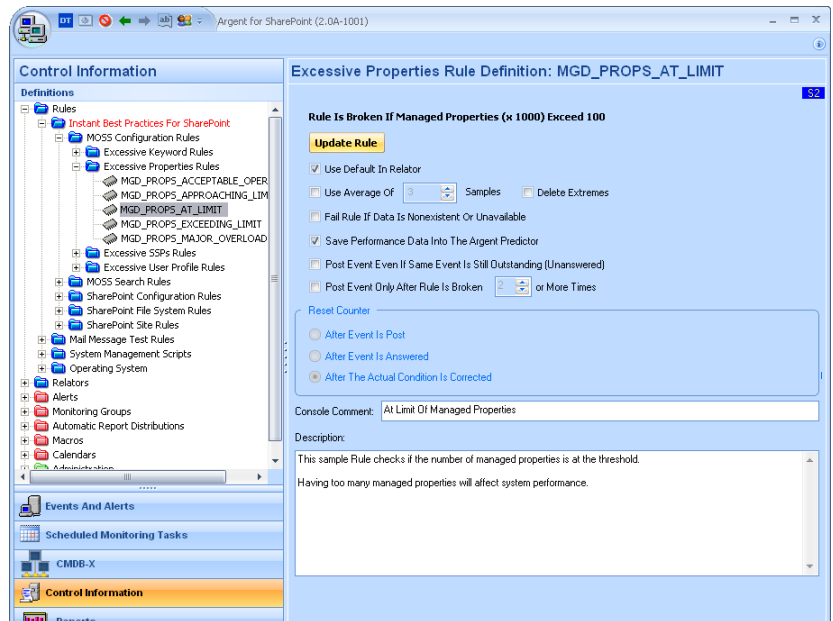 DT
ab
Argent for SharePoint (2.0A-1001)
Control Information
Definitions
Rules
Instant Best Practices For SharePoint
MOSS Configuration Rules
Excessive Keyword Rules
Excessive Properties Rules
MGD_PROPS_ACCEPTABLE_OPER
MGD_PROPS_APPROACHING_LIM
MGD_PROPS_AT_LIMIT
MGD_PROPS_EXCEEDING_LIMIT
MGD_PROPS_MAJOR_OVERLOAD
Excessive SSPs Rules
Excessive User Profile Rules
MOSS Search Rules
SharePoint Configuration Rules
SharePoint File System Rules
SharePoint Site Rules
Mail Message Test Rules
System Management Scripts
Operating System
Relators
Alerts
Monitoring Groups
Automatic Report Distributions
Macros
Calendars
Administration
Events And Alerts
Scheduled Monitoring Tasks
CMDB-X
Control Information
Reports
Excessive Properties Rule Definition: MGD_PROPS_AT_LIMIT
S2
Rule Is Broken If Managed Properties (x 1000) Exceed 100
Update Rule
Use Default In Relator
Use Average Of 3 Samples Delete Extremes
Fail Rule If Data Is Nonexistent Or Unavailable
Save Performance Data Into The Argent Predictor
Post Event Even If Same Event Is Still Outstanding (Unanswered)
Post Event Only After Rule Is Broken 2 or More Times
Reset Counter
After Event Is Post
After Event Is Answered
After The Actual Condition Is Corrected
Console Comment: At Limit Of Managed Properties
Description:
This sample Rule checks if the number of managed properties is at the threshold.
Having too many managed properties will affect system performance.